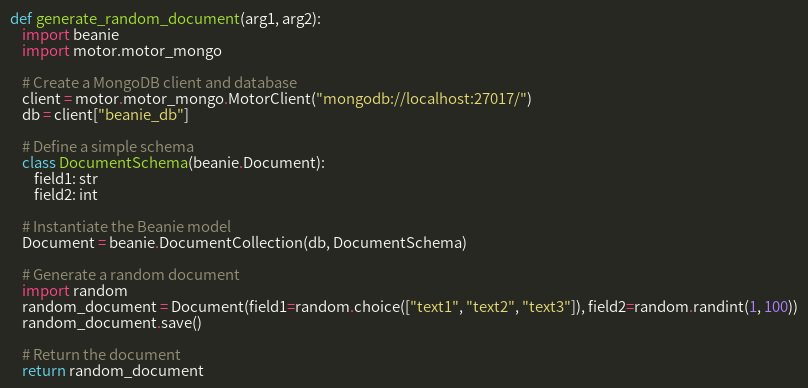 def generate_random_document(arg1, arg2):
    import beanie
    import motor.motor_mongo

    # Create a MongoDB client and database
    client = motor.motor_mongo.MotorClient("mongodb://localhost:27017/")
    db = client["beanie_db"]

    # Define a simple schema
    class DocumentSchema(beanie.Document):
        field1: str
        field2: int

    # Instantiate the Beanie model
    Document = beanie.DocumentCollection(db, DocumentSchema)

    # Generate a random document
    import random
    random_document = Document(field1=random.choice(["text1", "text2", "text3"]), field2=random.randint(1, 100))
    random_document.save()

    # Return the document
    return random_document